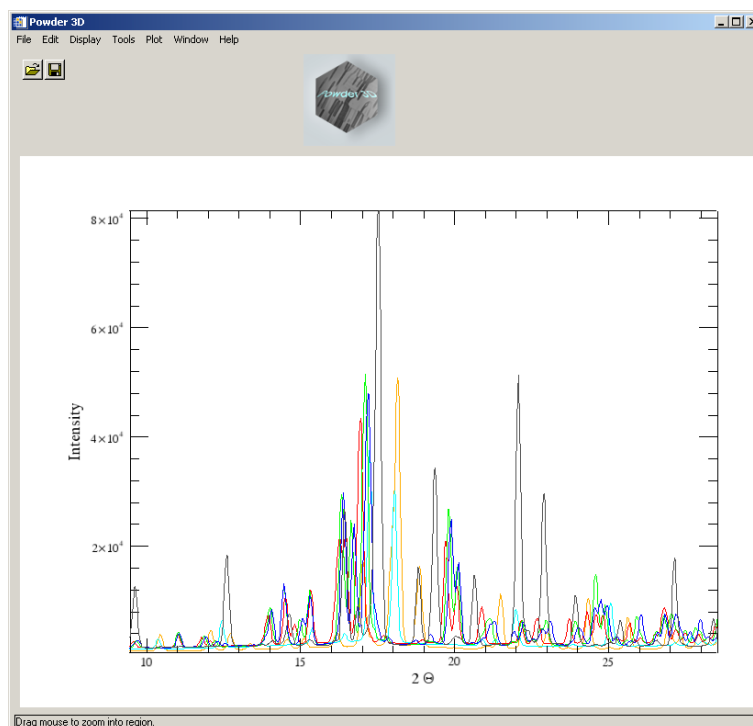 Powder 3D
File Edit Display Tools Plot Window Help
Powder3D
8×10⁴
6×10⁴
4×10⁴
2×10⁴
Intensity
10 15 20 25
2 Θ
Drag mouse to zoom into region.